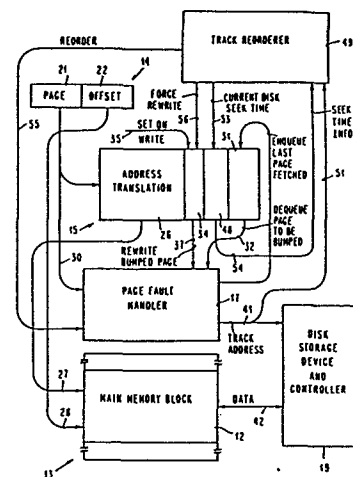 REORDER
TRACK REORDERER
49
21
22
14
PAGE
OFFSET
FORCE
REWRITE
56
53
CURRENT DISK
SEEK TIME
SEEK
TIME
INFO
55
35
SET ON
WRITE
31
ENQUEUE
LAST
PAGE
FETCHED
51
ADDRESS
TRANSLATION
DEQUEUE
PAGE
TO BE
BUMPED
15
26
34
48
37
32
REWRITE
BUMPED PAGE
54
30
PAGE FAULT
HANDLER
17
41
TRACK
ADDRESS
DISK
STORAGE
DEVICE
AND
CONTROLLER
MAIN MEMORY BLOCK
27
DATA
28
12
42
13
19